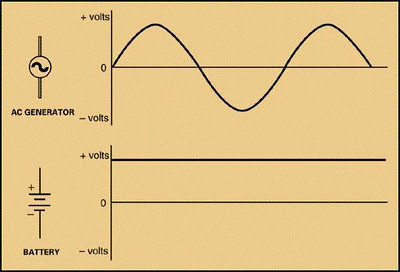 + volts
0
AC GENERATOR
– volts
+ volts
+
0
–
BATTERY
– volts